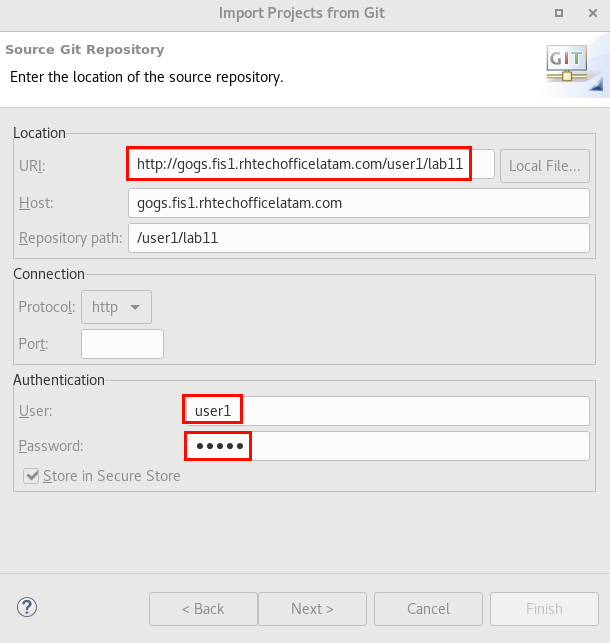 Import Projects from Git
Source Git Repository
Enter the location of the source repository.
GIT
Location
URI: http://gogs.fis1.rhtechofficelatam.com/user1/lab11 Local File...
Host: gogs.fis1.rhtechofficelatam.com
Repository path: /user1/lab11
Connection
Protocol: http
Port:
Authentication
User: user1
Password: •••••
Store in Secure Store
? < Back Next > Cancel Finish